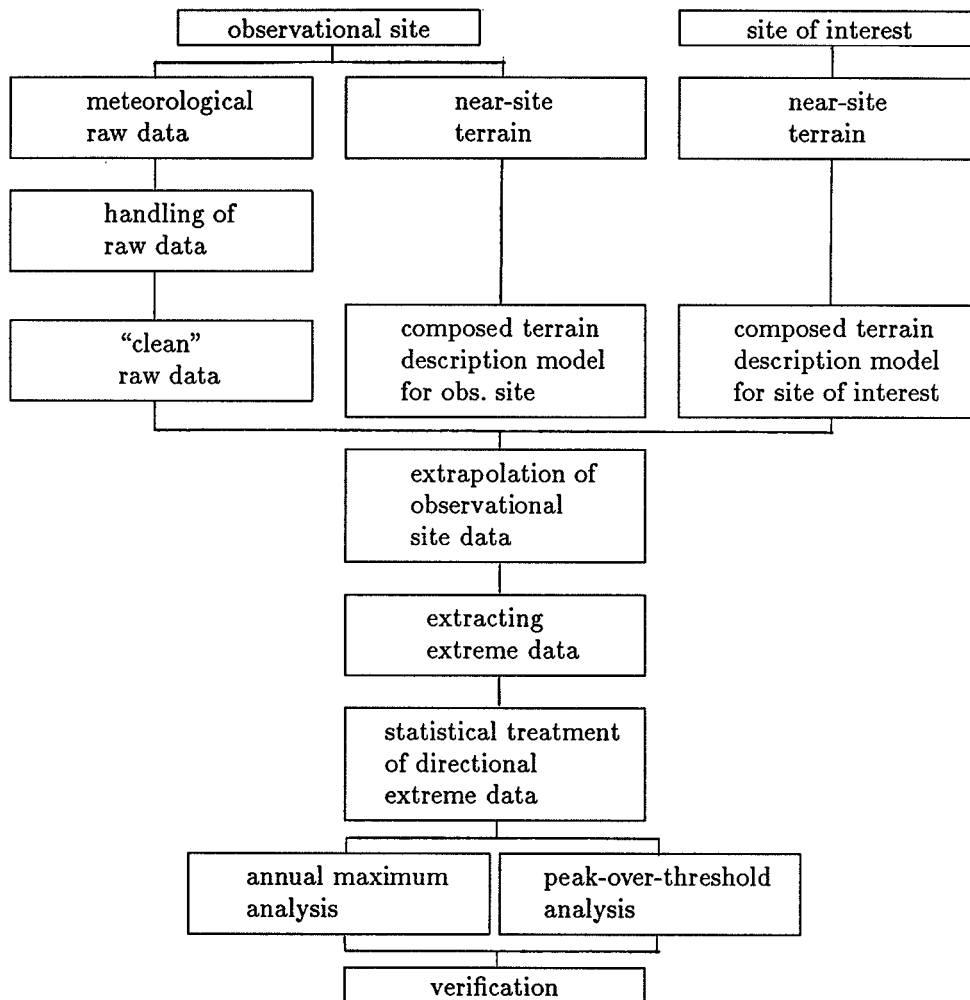 observational site
site of interest
meteorological
raw data
near-site
terrain
near-site
terrain
handling of
raw data
“clean”
raw data
composed terrain
description model
for obs. site
composed terrain
description model
for site of interest
extrapolation of
observational
site data
extracting
extreme data
statistical treatment
of directional
extreme data
annual maximum
analysis
peak-over-threshold
analysis
verification